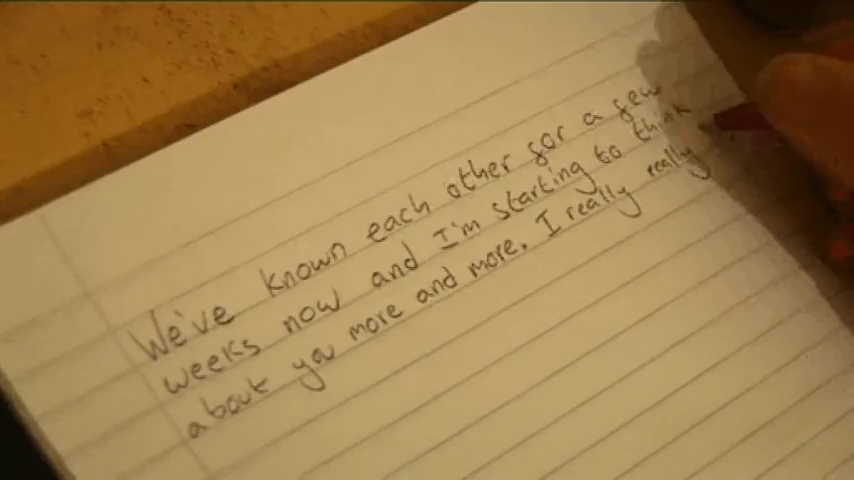 We've known each other for a few
weeks now and I'm starting to think
about you more and more. I really really